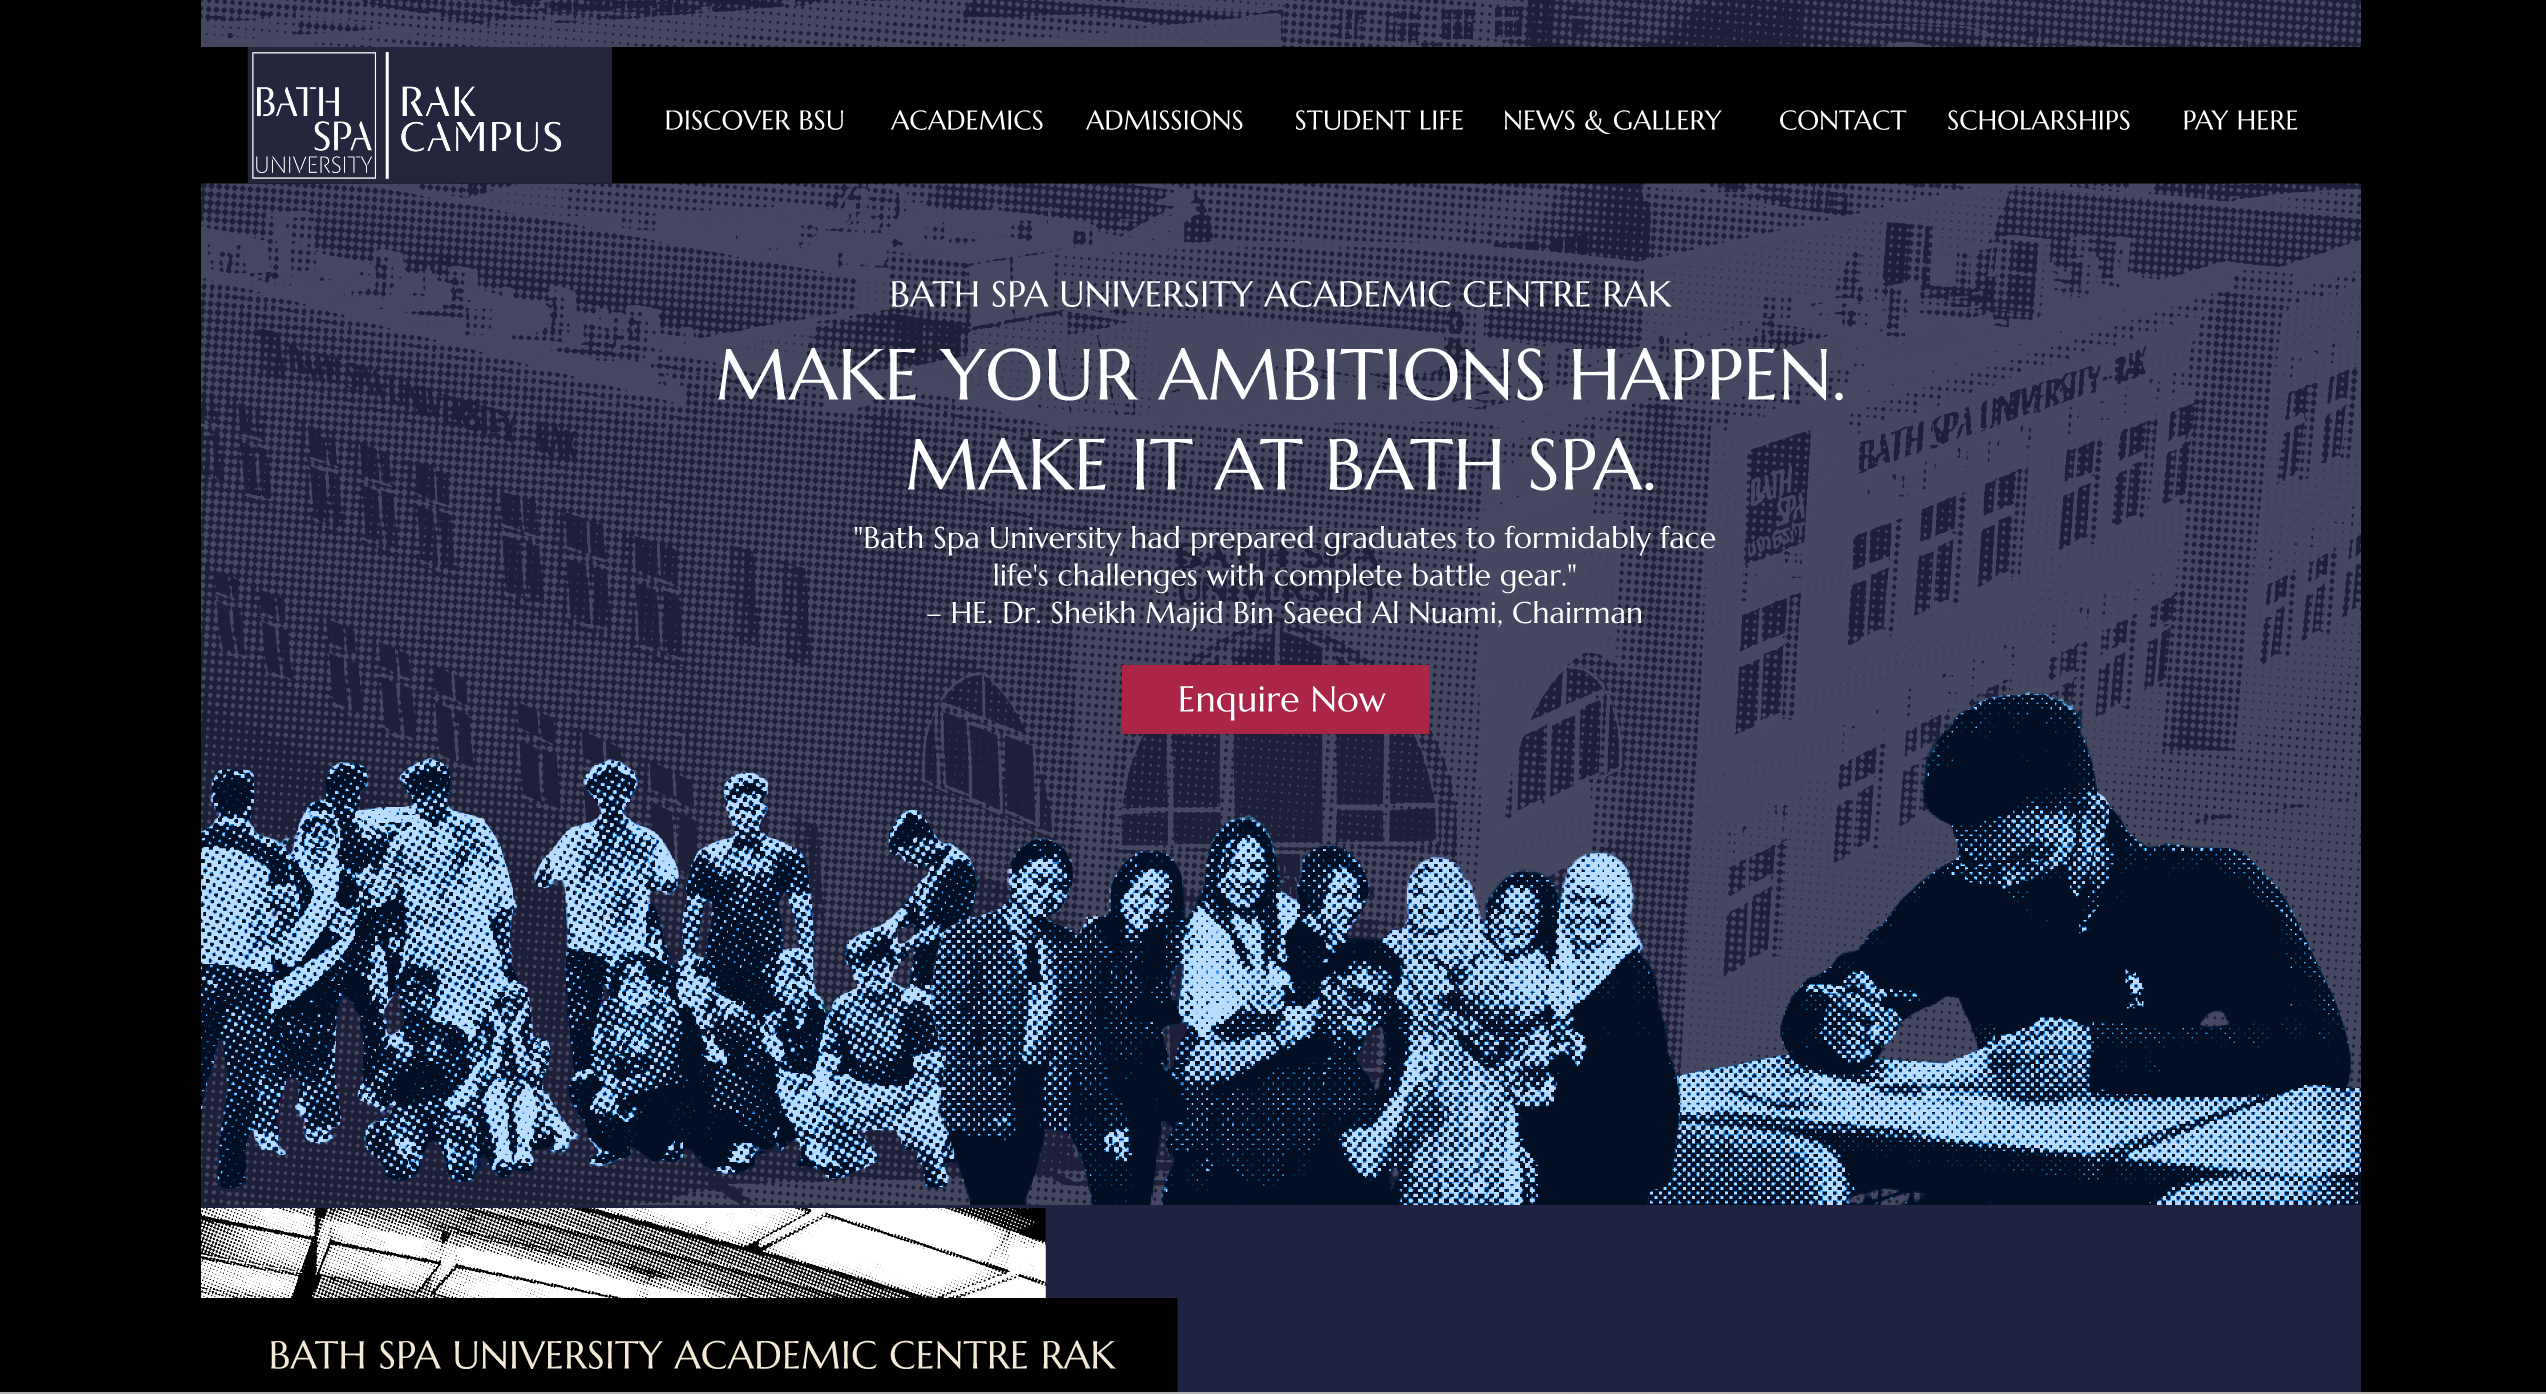 BATH
SPA
UNIVERSITY
RAK
CAMPUS
DISCOVER BSU
ACADEMICS
ADMISSIONS
STUDENT LIFE
NEWS & GALLERY
CONTACT
SCHOLARSHIPS
PAY HERE
BATH SPA UNIVERSITY ACADEMIC CENTRE RAK
MAKE YOUR AMBITIONS HAPPEN.
MAKE IT AT BATH SPA.
"Bath Spa University had prepared graduates to formidably face
life's challenges with complete battle gear."
– HE. Dr. Sheikh Majid Bin Saeed Al Nuami, Chairman
BATH SPA UNIVERSITY
BATH
SPA
UNIVERSITY
Enquire Now
BATH SPA UNIVERSITY ACADEMIC CENTRE RAK